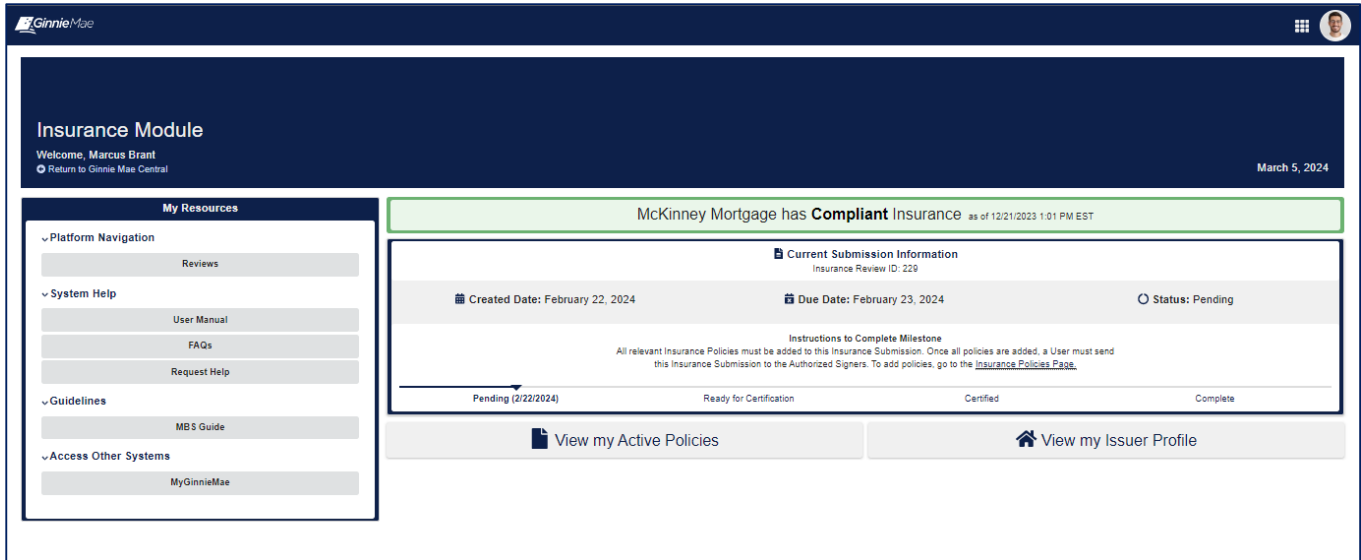 GinnieMae
Insurance Module
Welcome, Marcus Brant
Return to Ginnie Mae Central
March 5, 2024
My Resources
Platform Navigation
Reviews
System Help
User Manual
FAQs
Request Help
Guidelines
MBS Guide
Access Other Systems
MyGinnieMae
McKinney Mortgage has Compliant Insurance as of 12/21/2023 1:01 PM EST
Current Submission Information
Insurance Review ID: 229
Created Date: February 22, 2024
Due Date: February 23, 2024
Status: Pending
Instructions to Complete Milestone
All relevant Insurance Policies must be added to this Insurance Submission. Once all policies are added, a User must send
this Insurance Submission to the Authorized Signers. To add policies, go to the Insurance Policies Page.
Pending (2/22/2024)
Ready for Certification
Certified
Complete
View my Active Policies
View my Issuer Profile